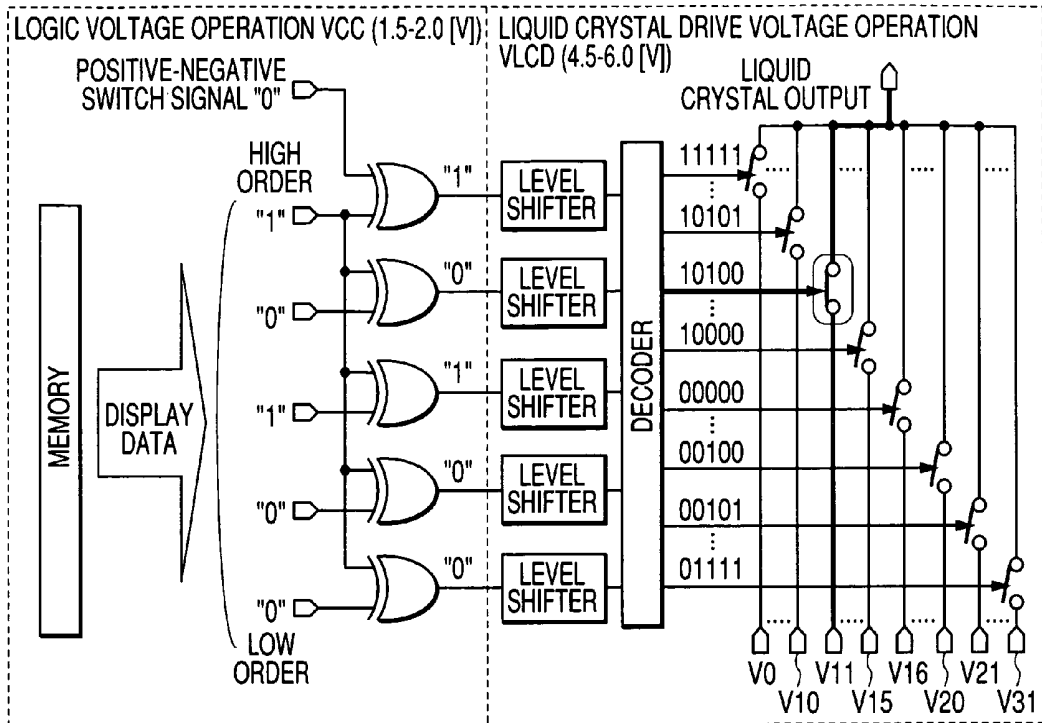 LOGIC VOLTAGE OPERATION VCC (1.5-2.0 [V])
LIQUID CRYSTAL DRIVE VOLTAGE OPERATION
VLCD (4.5-6.0 [V])
POSITIVE-NEGATIVE
SWITCH SIGNAL "0"
LIQUID
CRYSTAL OUTPUT
HIGH
ORDER
"1"
"0"
"1"
"0"
"0"
LOW
ORDER
MEMORY
DISPLAY
DATA
"1"
"0"
"1"
"0"
"0"
LEVEL
SHIFTER
LEVEL
SHIFTER
LEVEL
SHIFTER
LEVEL
SHIFTER
LEVEL
SHIFTER
DECODER
11111
10101
10100
10000
00000
00100
00101
01111
V0
V10
V11
V15
V16
V20
V21
V31